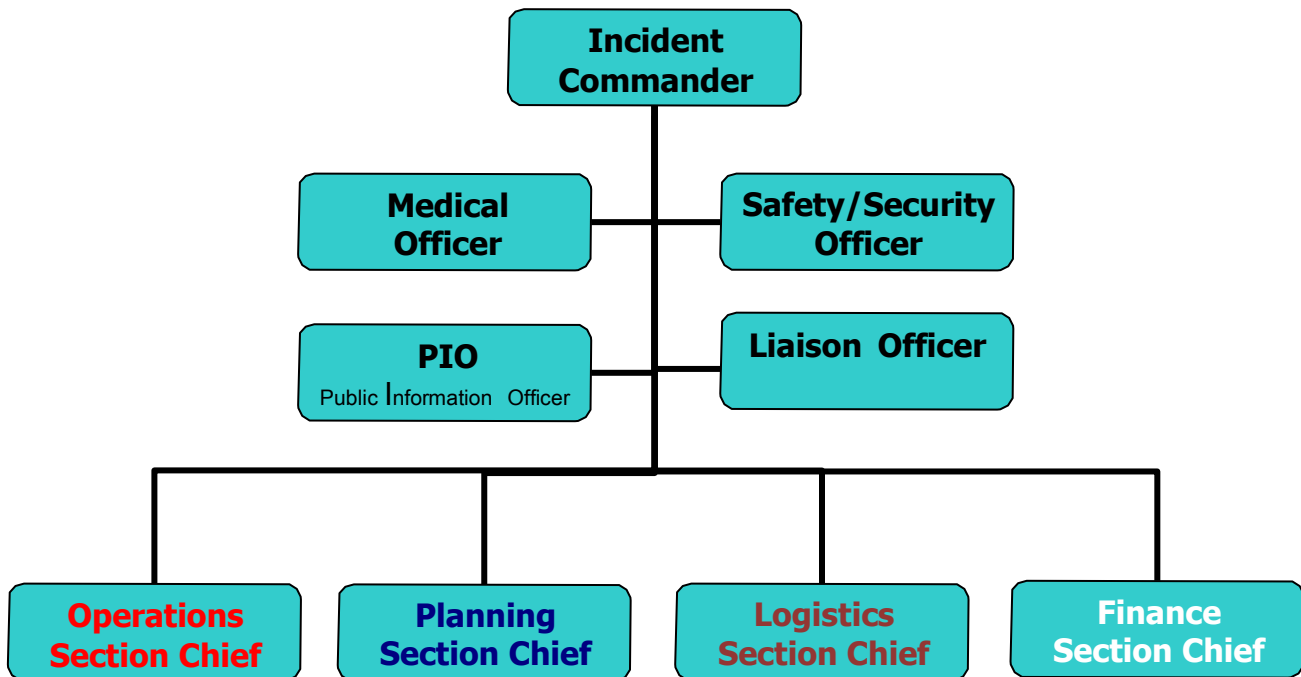 Incident
Commander
Medical
Officer
Safety/Security
Officer
PIO
Public Information Officer
Liaison Officer
Operations
Section Chief
Planning
Section Chief
Logistics
Section Chief
Finance
Section Chief